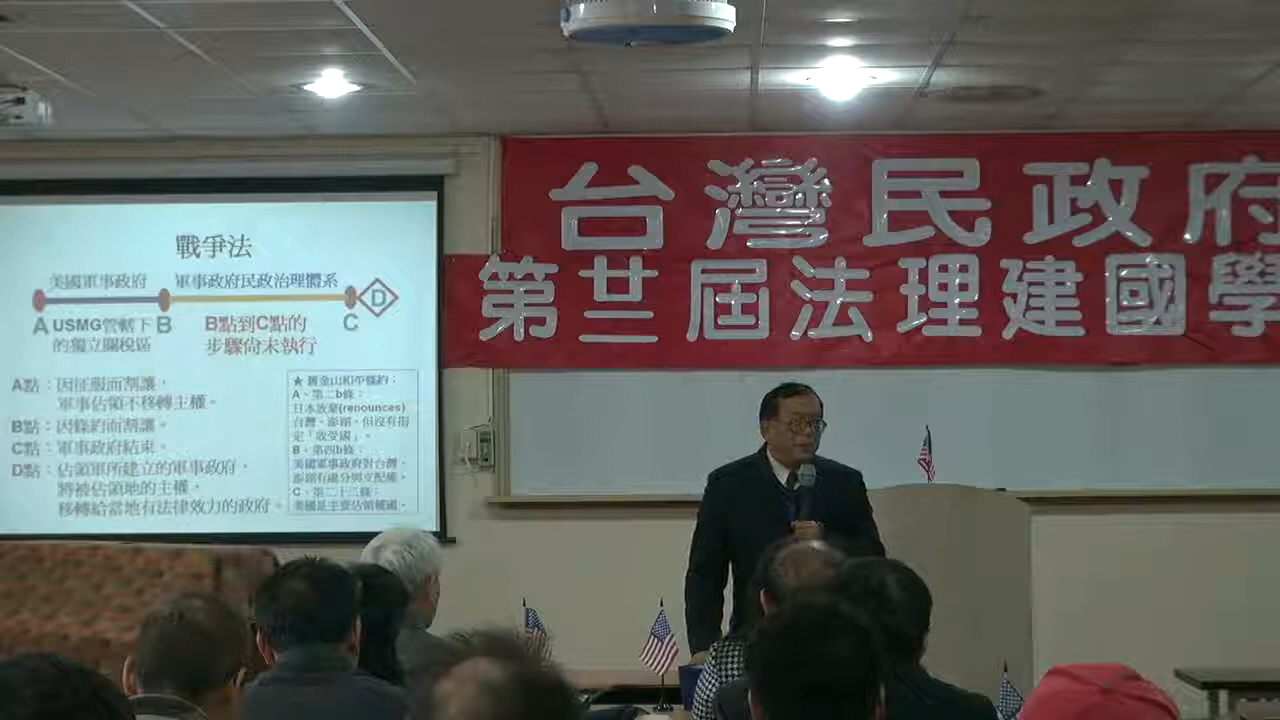 台灣民政府
第廿二屆法理建國學
戰爭法
美國軍事政府 軍事政府民政治理體系
D
A USMG管轄下 B
的獨立關稅區
B點到C點的
步驟尚未執行
C
A點：因征服而割讓，
軍事佔領不移轉主權。
B點：因條約而割讓。
C點：軍事政府結束。
D點：佔領軍所建立的軍事政府，
將被佔領地的主權，
移轉給當地有法律效力的政府。
★ 舊金山和平條約：
A、第二b條：
日本放棄(renounces)
台灣、澎湖，但沒有指
定「收受國」。
B、第四b條：
美國軍事政府對台灣、
澎湖有處分與支配權。
C、第二十三條：
美國是主要佔領權國。